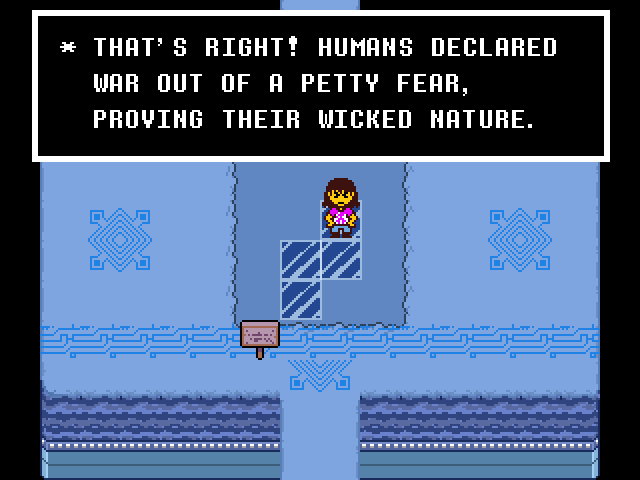 * THAT'S RIGHT! HUMANS DECLARED
WAR OUT OF A PETTY FEAR,
PROVING THEIR WICKED NATURE.